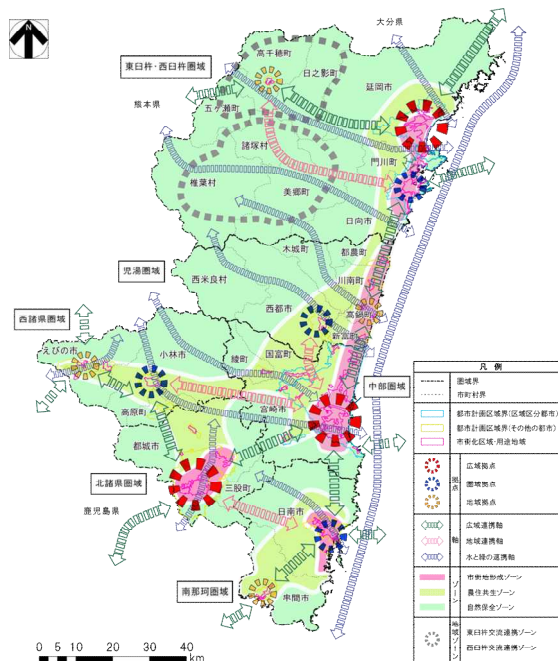 N
大分県
高千穂町
日之影町
東臼杵・西臼杵圏域
延岡市
熊本県
五ヶ瀬町
諸塚村
門川町
椎葉村
美郷町
日向市
木城町
都農町
児湯圏域
川南町
西米良村
西都市
高鍋町
西諸県圏域
新富町
えびの市
小林市
綾町
国富町
中部圏域
高原町
宮崎市
都城市
北諸県圏域
三股町
鹿児島県
日南市
南那珂圏域
串間市
0 5 10 20 30 40
km
凡例
圏域界
市町村界
都市計画区域界(区域区分都市)
都市計画区域界(その他の都市)
市街化区域・用途地域
拠点
広域拠点
圏域拠点
地域拠点
軸
広域連携軸
地域連携軸
水と緑の連携軸
ゾーン
市街地形成ゾーン
農住共生ゾーン
自然保全ゾーン
地域ゾーン
東臼杵交流連携ゾーン
西臼杵交流連携ゾーン